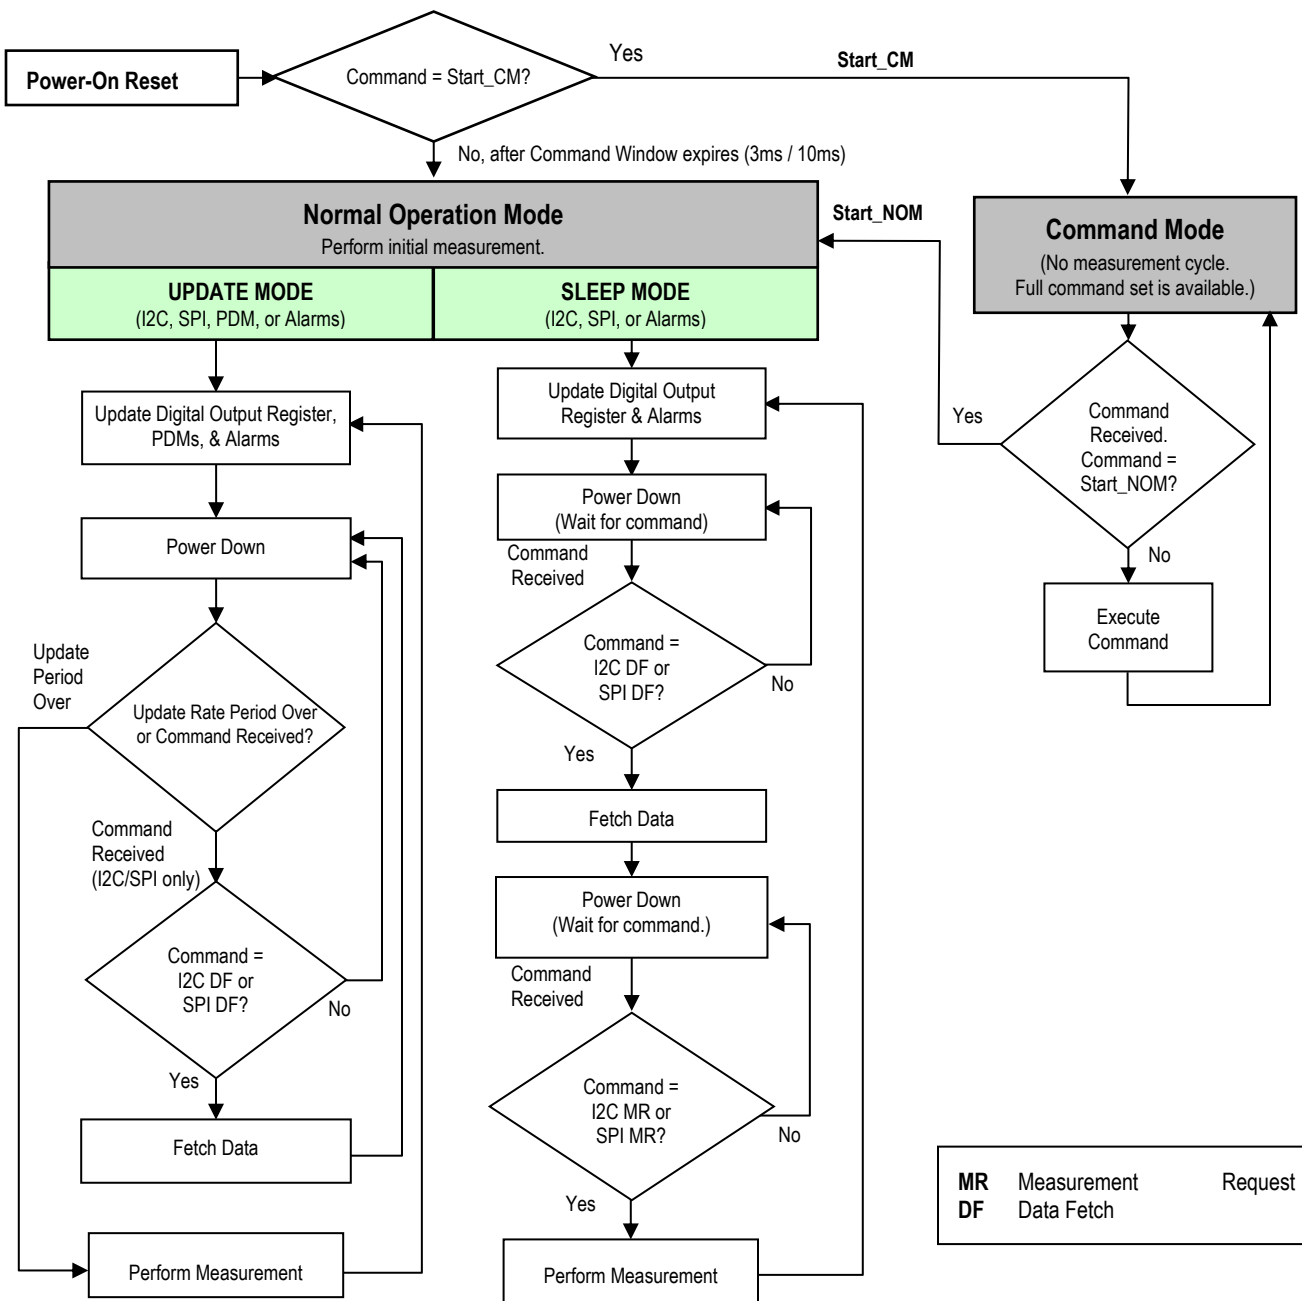 Power-On Reset
Command = Start_CM?
Yes
Start_CM
No, after Command Window expires (3ms / 10ms)
Normal Operation Mode
Perform initial measurement.
UPDATE MODE
(I2C, SPI, PDM, or Alarms)
SLEEP MODE
(I2C, SPI, or Alarms)
Start_NOM
Command Mode
(No measurement cycle.
Full command set is available.)
Yes
Command
Received.
Command =
Start_NOM?
No
Execute
Command
Update Digital Output Register,
PDMs, & Alarms
Power Down
Update
Period
Over
Update Rate Period Over
or Command Received?
Command
Received
(I2C/SPI only)
Command =
I2C DF or
SPI DF?
No
Yes
Fetch Data
Perform Measurement
Update Digital Output
Register & Alarms
Power Down
(Wait for command)
Command
Received
Command =
I2C DF or
SPI DF?
No
Yes
Fetch Data
Power Down
(Wait for command.)
Command
Received
Command =
I2C MR or
SPI MR?
No
Yes
Perform Measurement
MR Measurement Request
DF Data Fetch